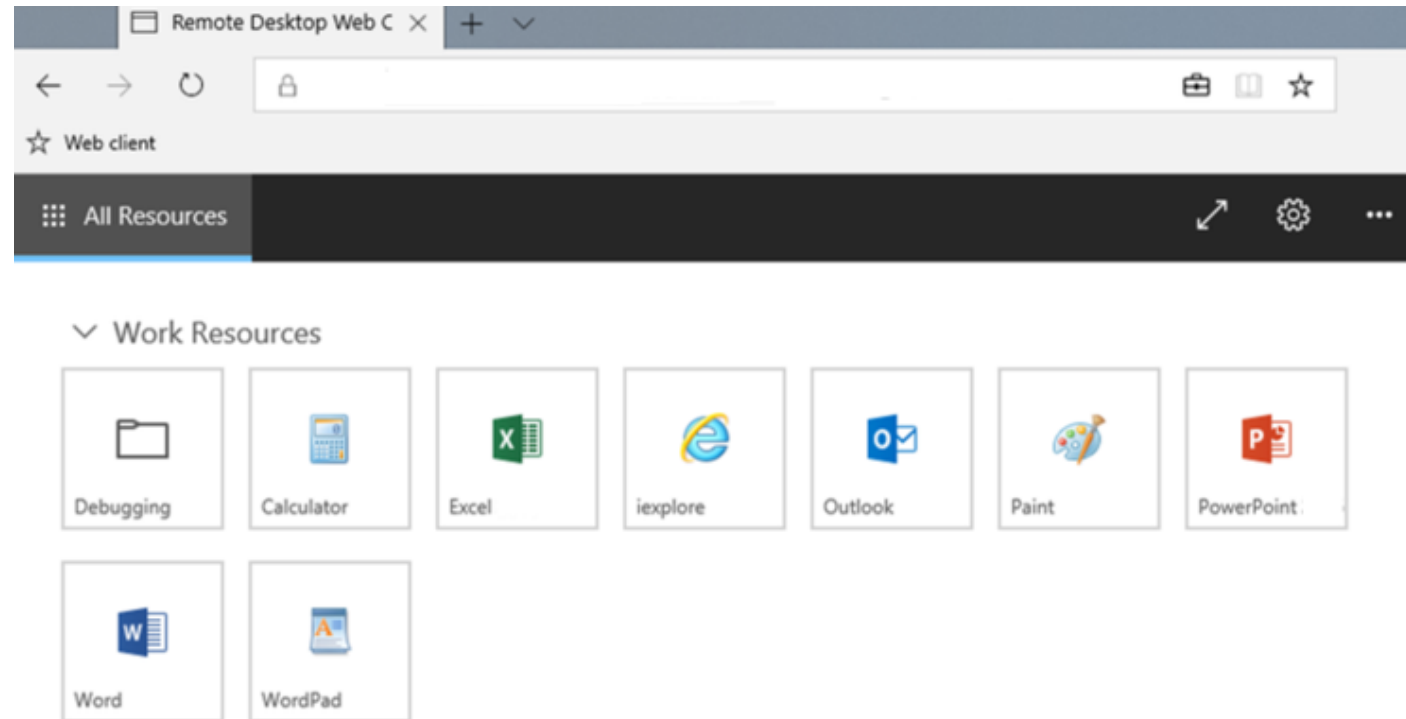 Remote Desktop Web C
Web client
All Resources
Work Resources
Debugging Calculator Excel iexplore Outlook Paint PowerPoint
Word WordPad